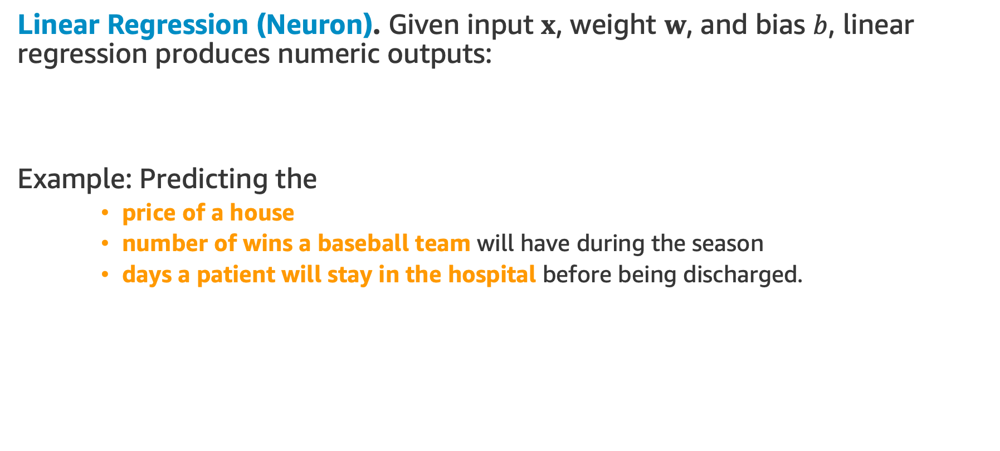 Linear Regression (Neuron). Given input x, weight w, and bias b, linear
regression produces numeric outputs:
Example: Predicting the
• price of a house
• number of wins a baseball team will have during the season
• days a patient will stay in the hospital before being discharged.